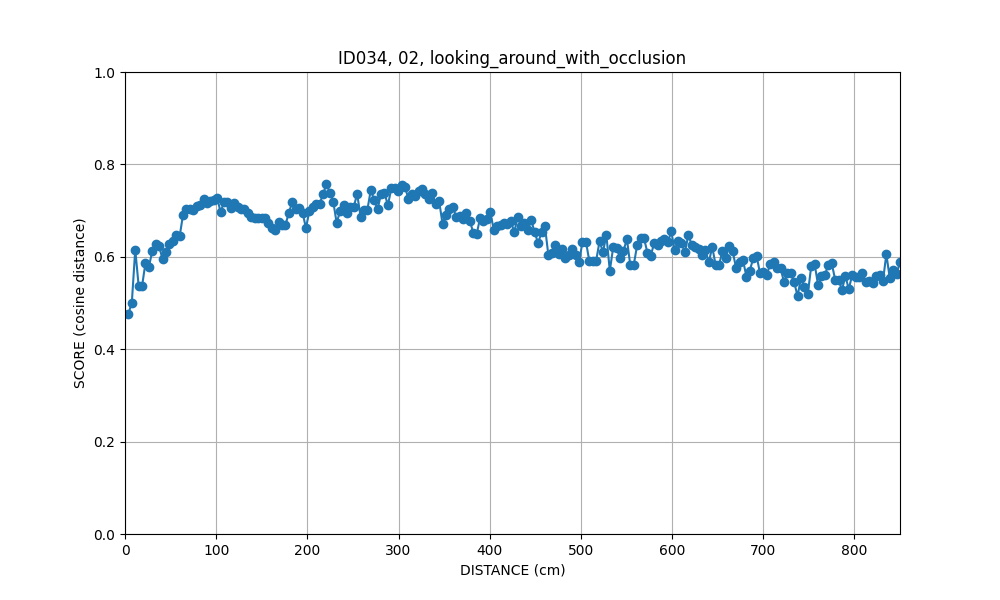 ID034, 02, looking_around_with_occlusion
SCORE (cosine distance)
1.0
0.8
0.6
0.4
0.2
0.0
0 100 200 300 400 500 600 700 800
DISTANCE (cm)